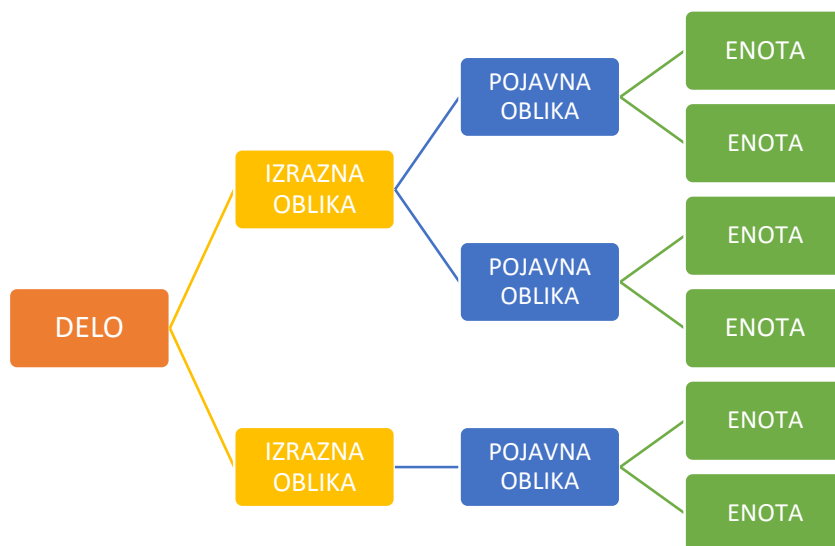 DELO
IZRAZNA
OBLIKA
POJAVNA
OBLIKA
ENOTA
ENOTA
POJAVNA
OBLIKA
ENOTA
ENOTA
IZRAZNA
OBLIKA
POJAVNA
OBLIKA
ENOTA
ENOTA